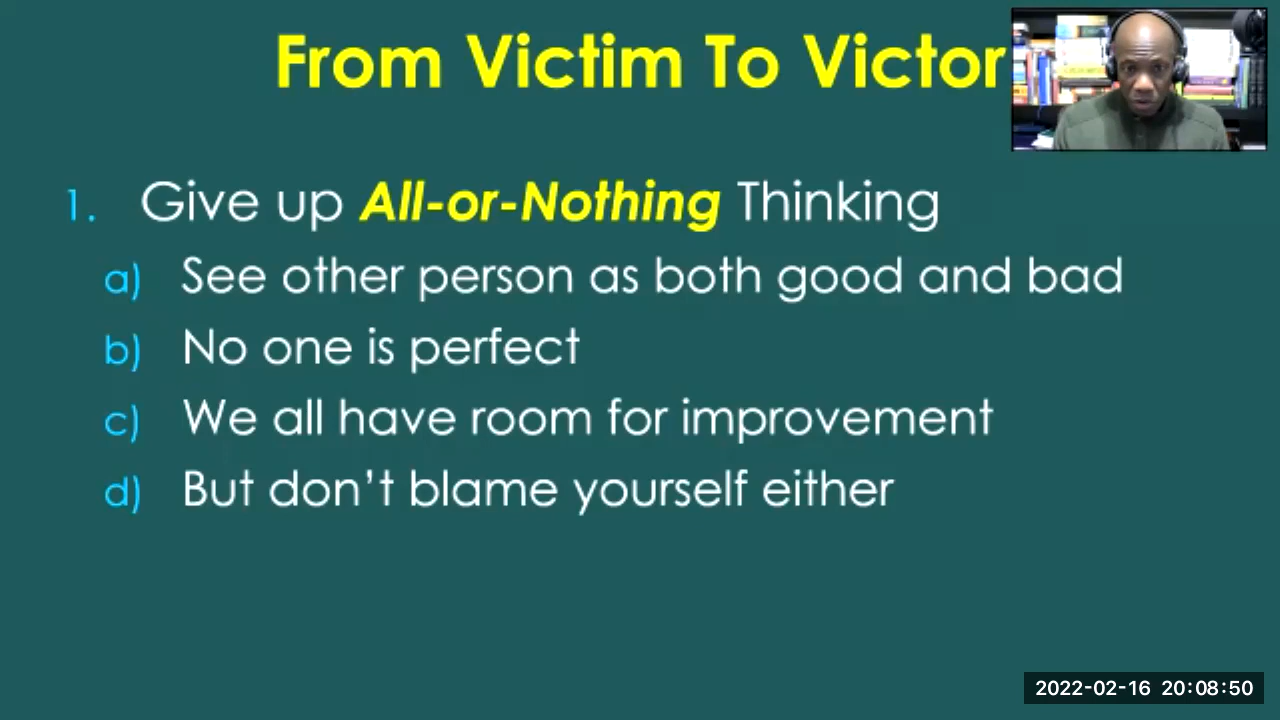 From Victim To Victor
1. Give up All-or-Nothing Thinking
a) See other person as both good and bad
b) No one is perfect
c) We all have room for improvement
d) But don't blame yourself either
2022-02-16 20:08:50